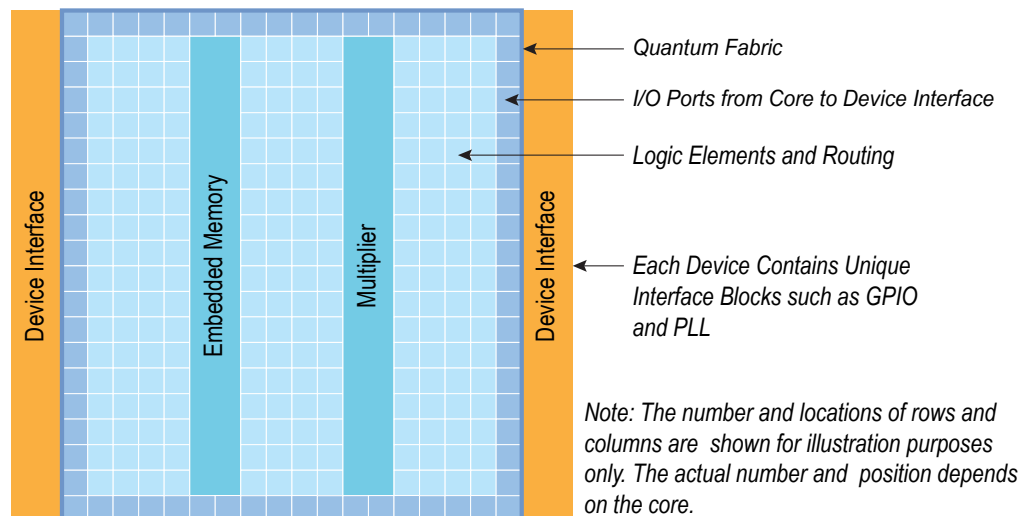 Device Interface
Embedded Memory
Multiplier
Device Interface
Quantum Fabric
I/O Ports from Core to Device Interface
Logic Elements and Routing
Each Device Contains Unique
Interface Blocks such as GPIO
and PLL
Note: The number and locations of rows and
columns are shown for illustration purposes
only. The actual number and position depends
on the core.